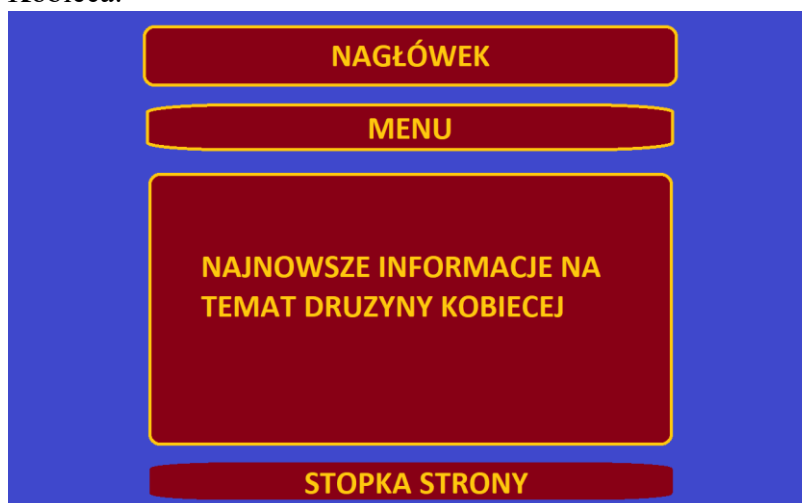 NAGŁÓWEK
MENU
NAJNOWSZE INFORMACJE NA
TEMAT DRUZYNY KOBIECEJ
STOPKA STRONY